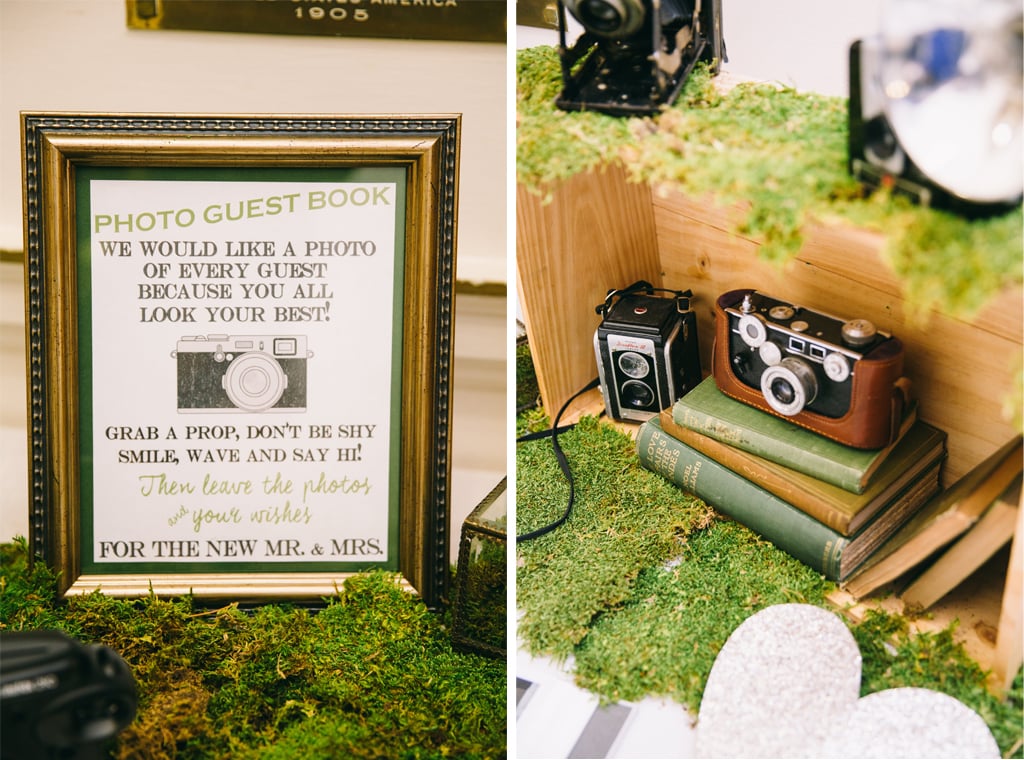 STATES AMERICA
1905
PHOTO GUEST BOOK
WE WOULD LIKE A PHOTO
OF EVERY GUEST
BECAUSE YOU ALL
LOOK YOUR BEST!
GRAB A PROP, DON'T BE SHY
SMILE, WAVE AND SAY HI!
Then leave the photos
and your wishes
FOR THE NEW MR. & MRS.